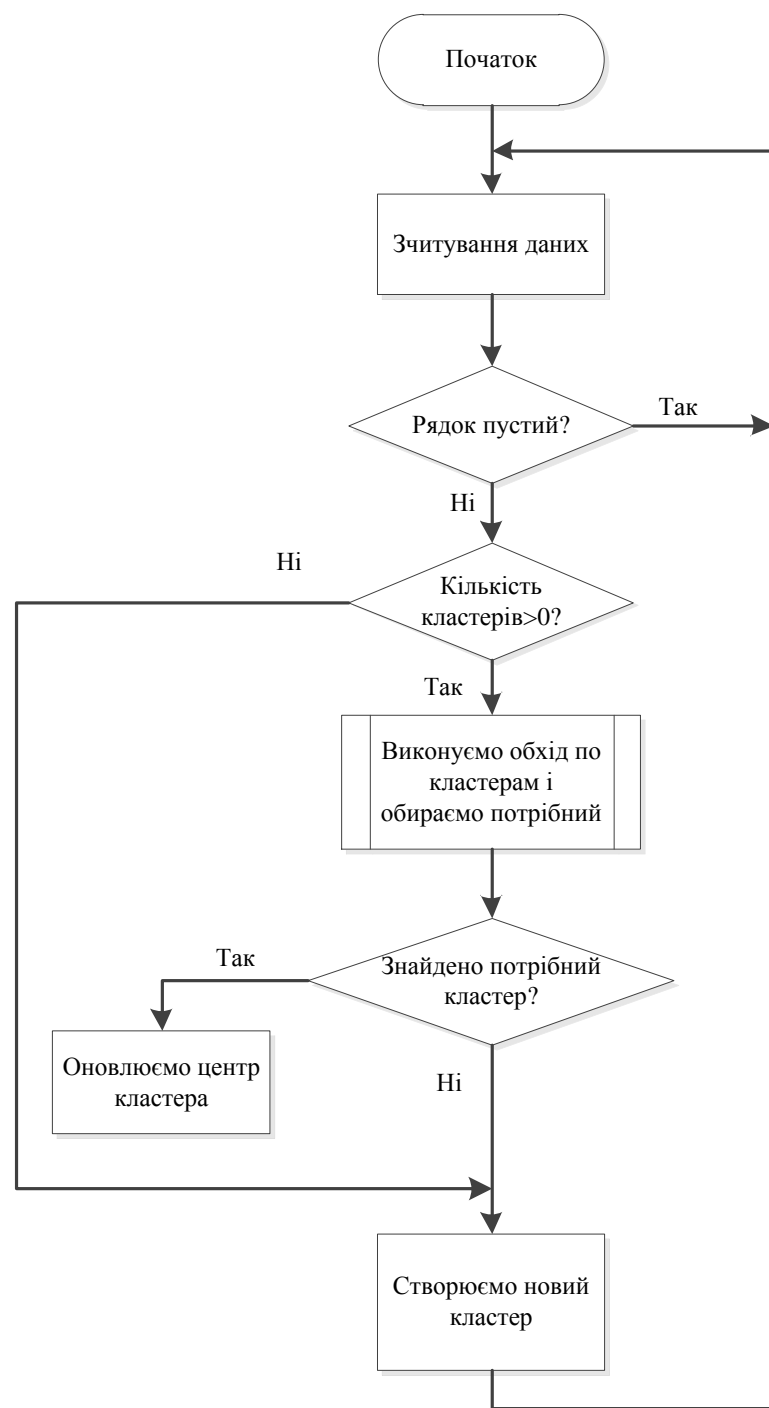 Початок
Зчитування даних
Рядок пустий?
Так
Ні
Ні
Кількість
кластерів>0?
Так
Виконуємо обхід по
кластерам і
обираємо потрібний
Так
Знайдено потрібний
кластер?
Оновлюємо центр
кластера
Ні
Створюємо новий
кластер